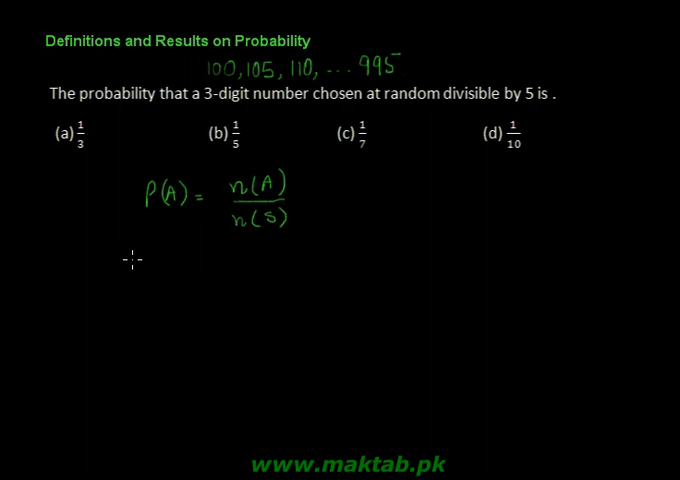 Definitions and Results on Probability
100, 105, 110, ... 995
The probability that a 3-digit number chosen at random divisible by 5 is .
(a) 1/3 (b) 1/5 (c) 1/7 (d) 1/10
P(A) = n(A)/n(S)
www.maktab.pk